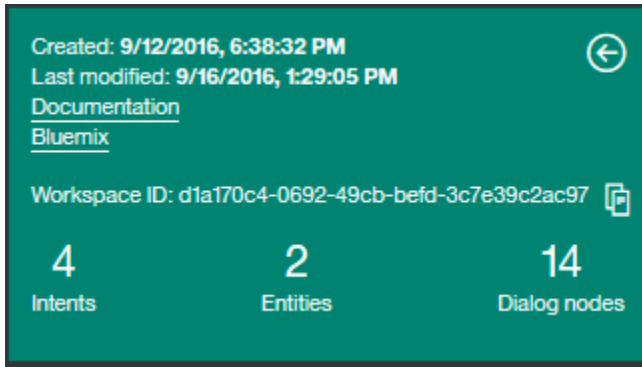 Created: 9/12/2016, 6:38:32 PM
Last modified: 9/16/2016, 1:29:05 PM
Documentation
Bluemix
Workspace ID: d1a170c4-0692-49cb-befd-3c7e39c2ac97
4 2 14
Intents Entities Dialog nodes